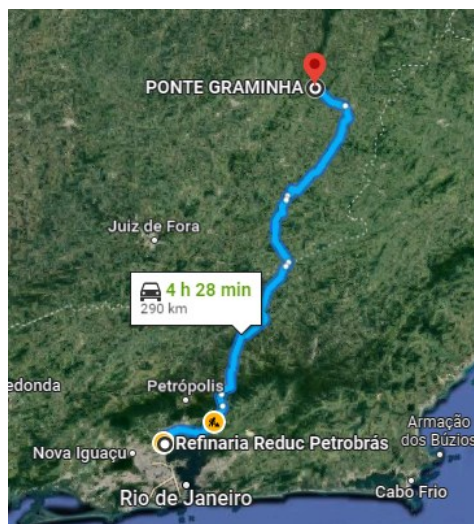 PONTE GRAMINHA
Juiz de Fora
4 h 28 min
290 km
edonda
Petrópolis
Armação
dos Búzios
Refinaria Reduc Petrobrás
Nova Iguaçu
Rio de Janeiro
Cabo Frio